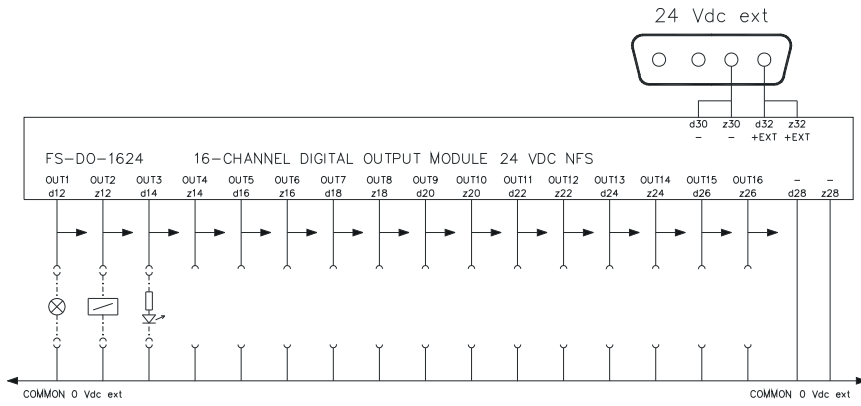 24 Vdc ext
d30 z30 d32 z32
- - +EXT +EXT
FS-DO-1624 16-CHANNEL DIGITAL OUTPUT MODULE 24 VDC NFS
OUT1 OUT2 OUT3 OUT4 OUT5 OUT6 OUT7 OUT8 OUT9 OUT10 OUT11 OUT12 OUT13 OUT14 OUT15 OUT16 - -
d12 z12 d14 z14 d16 z16 d18 z18 d20 z20 d22 z22 d24 z24 d26 z26 d28 z28
COMMON 0 Vdc ext COMMON 0 Vdc ext